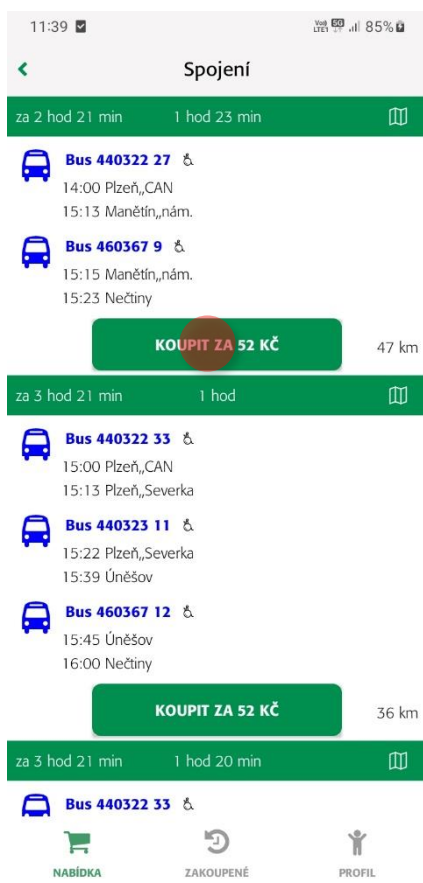 11:39
Vo) 5G
LTE1 85%
Spojení
za 2 hod 21 min 1 hod 23 min
Bus 440322 27
14:00 Plzeň,,CAN
15:13 Manětín,,nám.
Bus 460367 9
15:15 Manětín,,nám.
15:23 Nečtiny
KOUPIT ZA 52 KČ 47 km
za 3 hod 21 min 1 hod
Bus 440322 33
15:00 Plzeň,,CAN
15:13 Plzeň,,Severka
Bus 440323 11
15:22 Plzeň,,Severka
15:39 Úněšov
Bus 460367 12
15:45 Úněšov
16:00 Nečtiny
KOUPIT ZA 52 KČ 36 km
za 3 hod 21 min 1 hod 20 min
Bus 440322 33
NABÍDKA ZAKOUPENÉ PROFIL